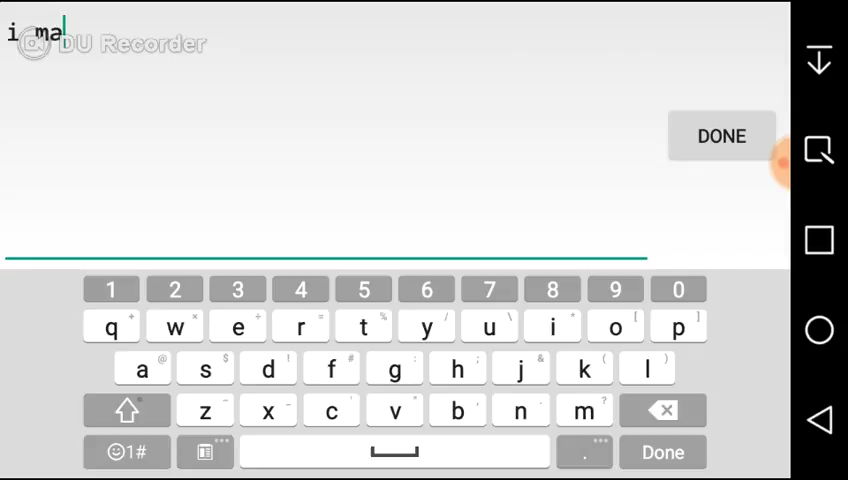 i ma
DU Recorder
DONE
1 2 3 4 5 6 7 8 9 0
q + w × e ÷ r = t % y / u \ i * o [ p ]
a @ s $ d ! f # g : h ; j & k ( l )
z x c v b n m ?
☺1# . Done